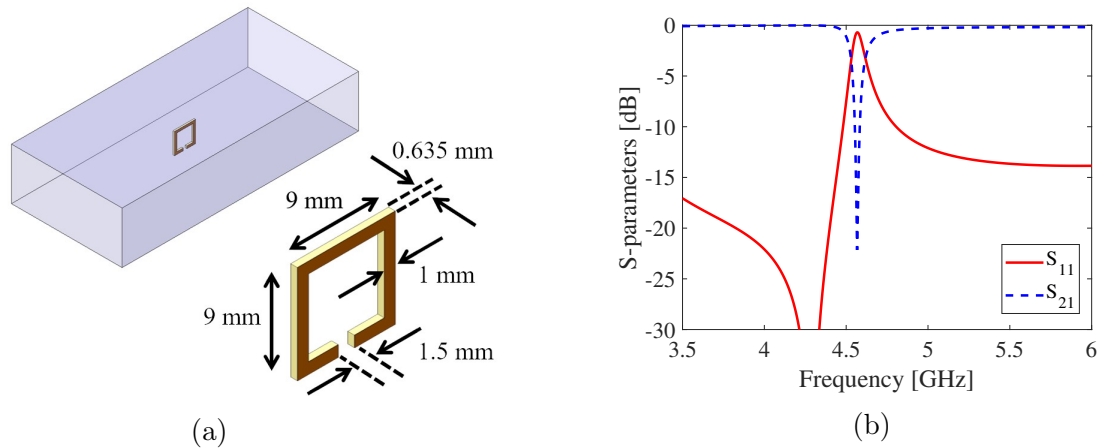 0.635 mm
9 mm
1 mm
9 mm
1.5 mm
(a)
0
-5
-10
-15
-20
-25
-30
S-parameters [dB]
S₁₁
S₂₁
3.5 4 4.5 5 5.5 6
Frequency [GHz]
(b)